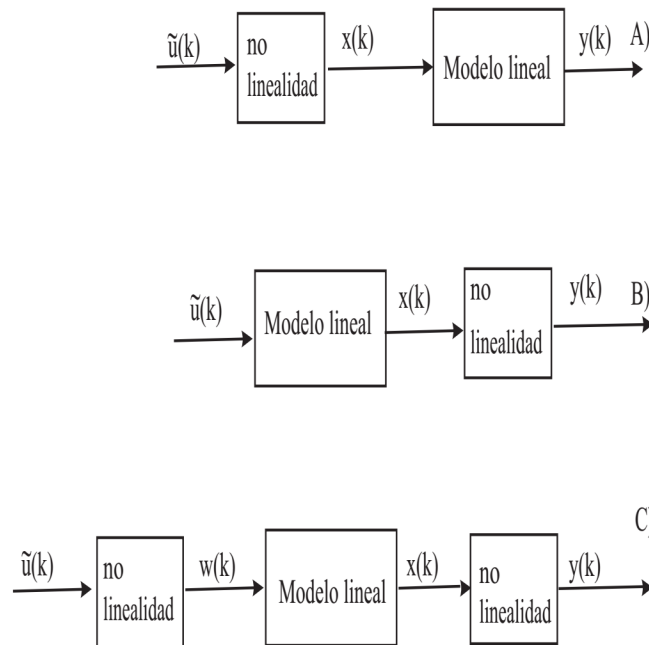 ũ(k)
no
linealidad
x(k)
Modelo lineal
y(k)
A)
ũ(k)
Modelo lineal
x(k)
no
linealidad
y(k)
B)
ũ(k)
no
linealidad
w(k)
Modelo lineal
x(k)
no
linealidad
y(k)
C)